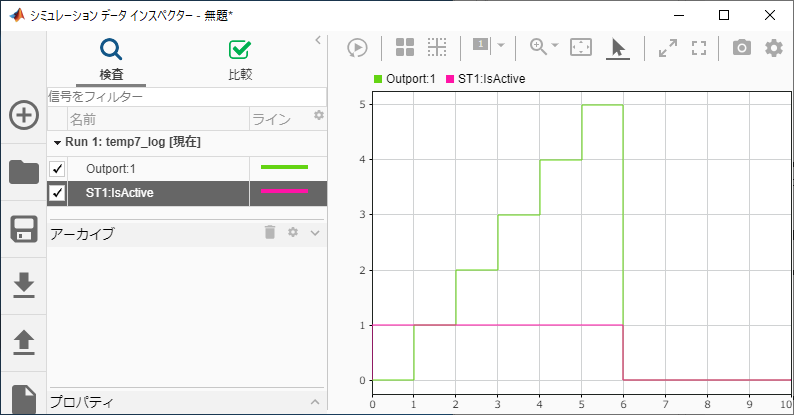 シミュレーション データ インスペクター - 無題*
検査
比較
信号をフィルター
名前
ライン
Run 1: temp7_log [現在]
Outport:1
ST1:IsActive
アーカイブ
プロパティ
1
Outport:1
ST1:IsActive
5
4
3
2
1
0
0 1 2 3 4 5 6 7 8 9 10